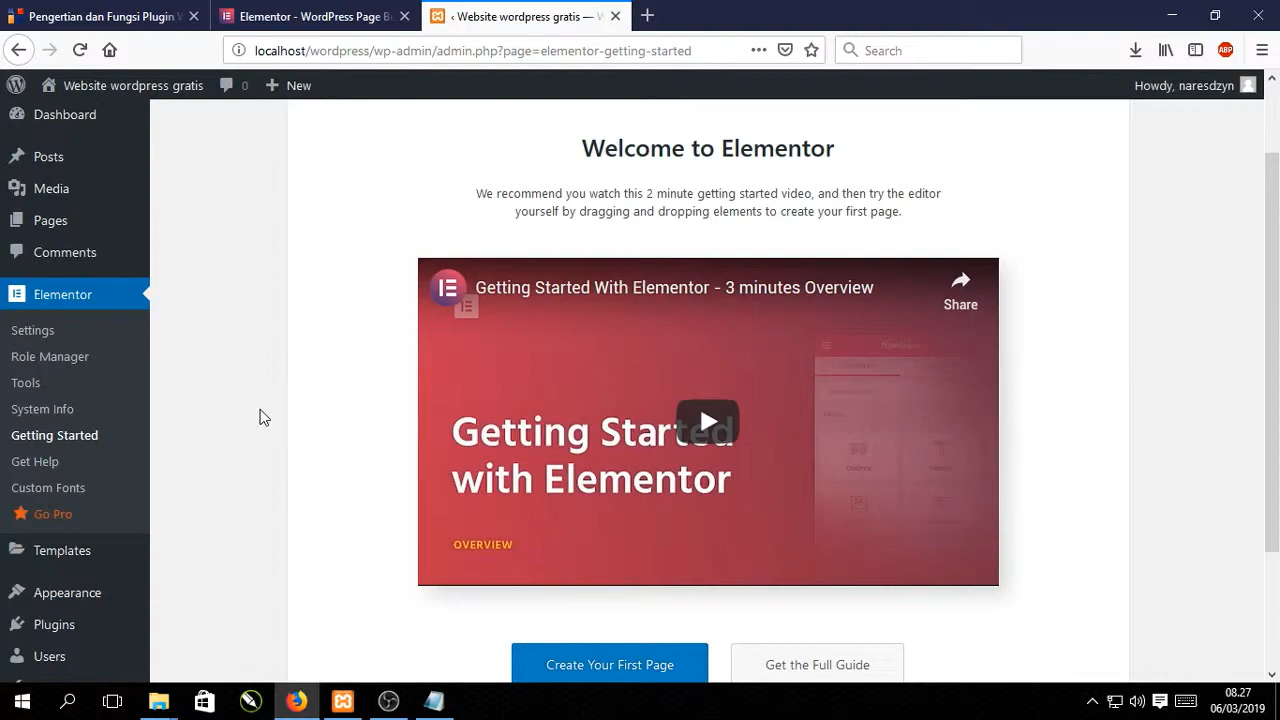 Pengertian dan Fungsi Plugin W
Elementor - WordPress Page Bu
‹ Website wordpress gratis — W
localhost/wordpress/wp-admin/admin.php?page=elementor-getting-started
Search
ABP
Website wordpress gratis
0
New
Howdy, naresdzyn
Dashboard
Posts
Media
Pages
Comments
Elementor
Settings
Role Manager
Tools
System Info
Getting Started
Get Help
Custom Fonts
Go Pro
Templates
Appearance
Plugins
Users
Welcome to Elementor
We recommend you watch this 2 minute getting started video, and then try the editor
yourself by dragging and dropping elements to create your first page.
Getting Started With Elementor - 3 minutes Overview
Share
Getting Started
with Elementor
OVERVIEW
Create Your First Page
Get the Full Guide
08.27
06/03/2019